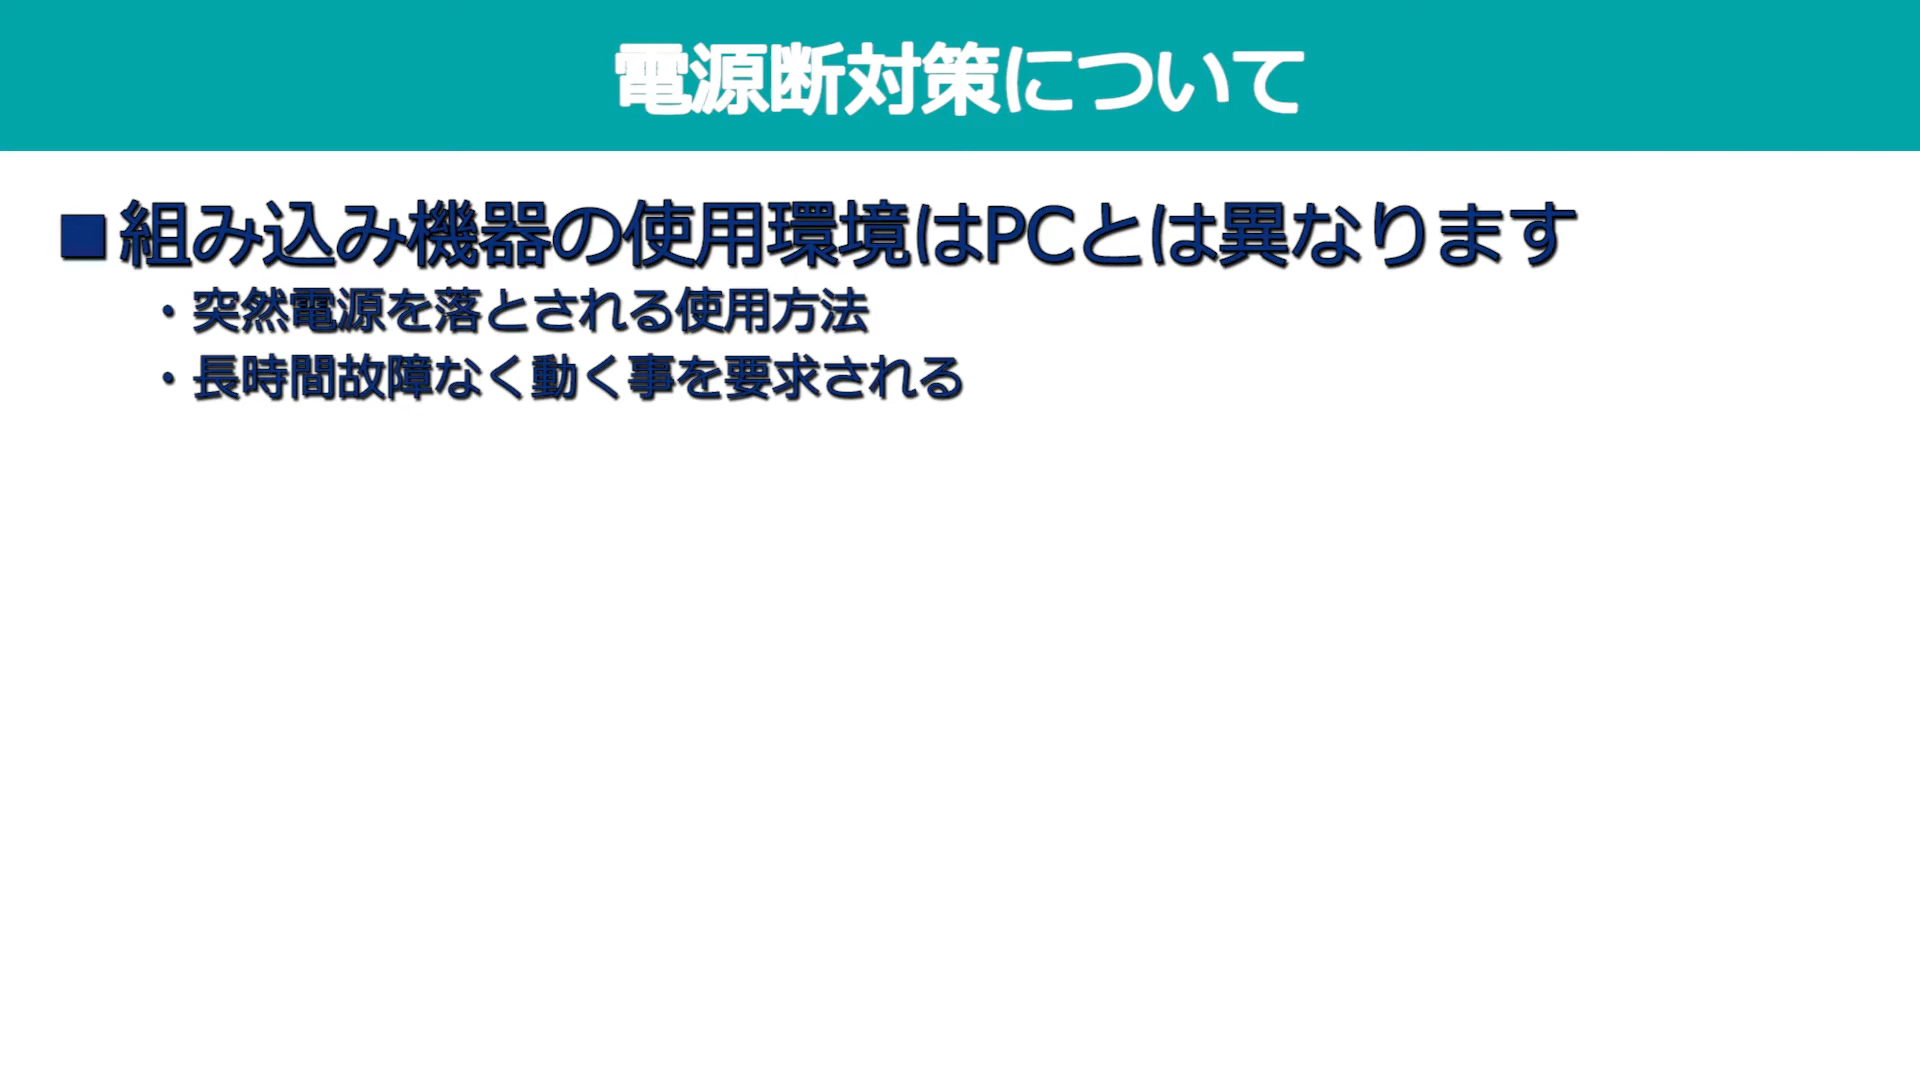 電源断対策について
■組み込み機器の使用環境はPCとは異なります
・突然電源を落とされる使用方法
・長時間故障なく動く事を要求される